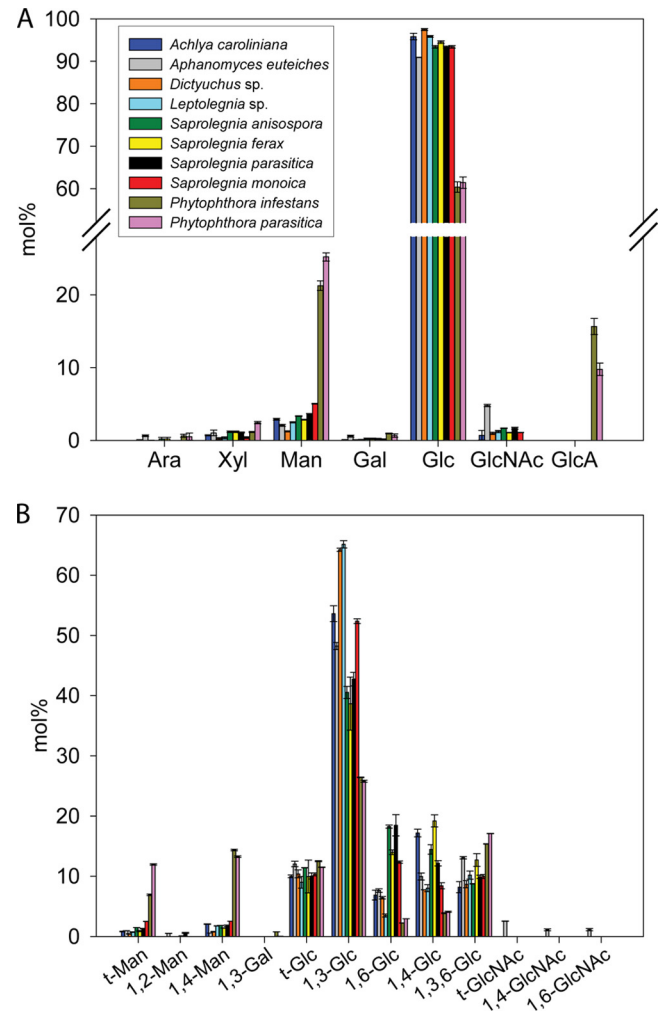 A
100
90
80
70
60
20
10
0
mol%
Achlya caroliniana
Aphanomyces euteiches
Dictyuchus sp.
Leptolegnia sp.
Saprolegnia anisospora
Saprolegnia ferax
Saprolegnia parasitica
Saprolegnia monoica
Phytophthora infestans
Phytophthora parasitica
Ara Xyl Man Gal Glc GlcNAc GlcA
B
70
60
50
40
30
20
10
0
mol%
t-Man 1,2-Man 1,4-Man 1,3-Gal t-Glc 1,3-Glc 1,6-Glc 1,4-Glc 1,3,6-Glc t-GlcNAc 1,4-GlcNAc 1,6-GlcNAc